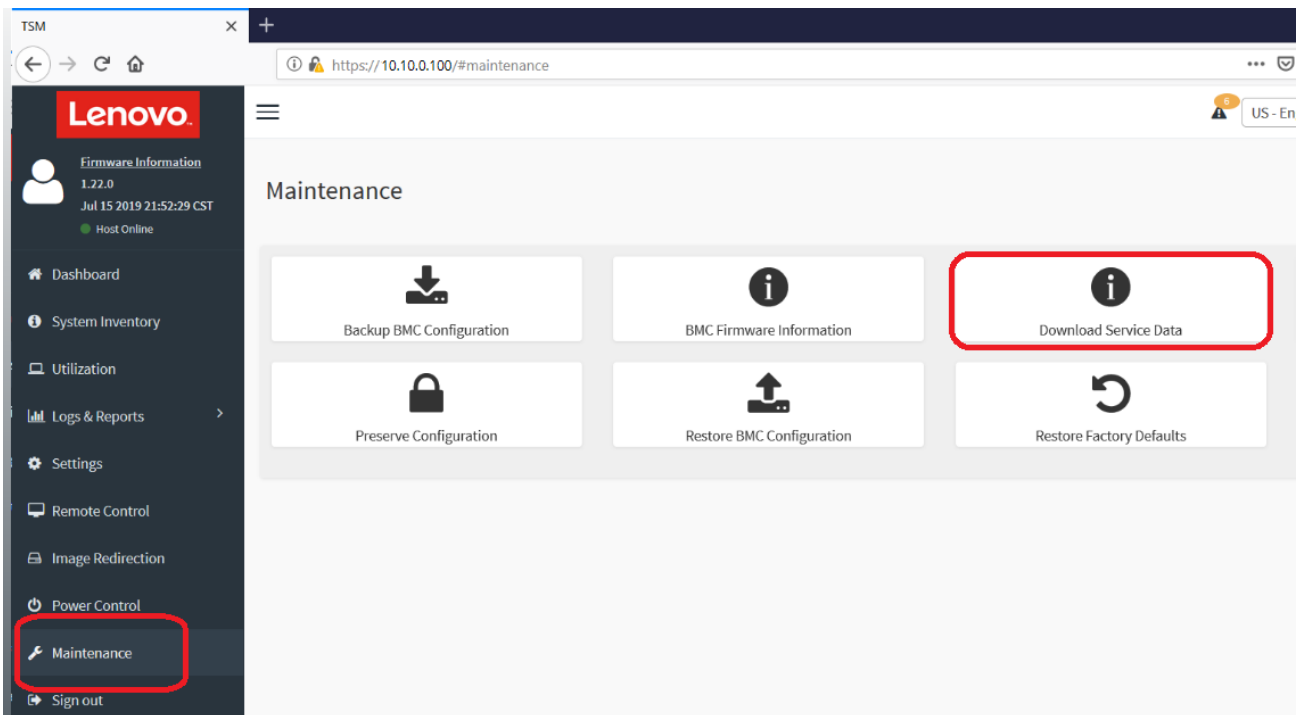 TSM
https://10.10.0.100/#maintenance
Lenovo
6
US - En
Firmware Information
1.22.0
Jul 15 2019 21:52:29 CST
Host Online
Maintenance
Dashboard
System Inventory
Utilization
Logs & Reports
Settings
Remote Control
Image Redirection
Power Control
Maintenance
Sign out
Backup BMC Configuration
BMC Firmware Information
Download Service Data
Preserve Configuration
Restore BMC Configuration
Restore Factory Defaults